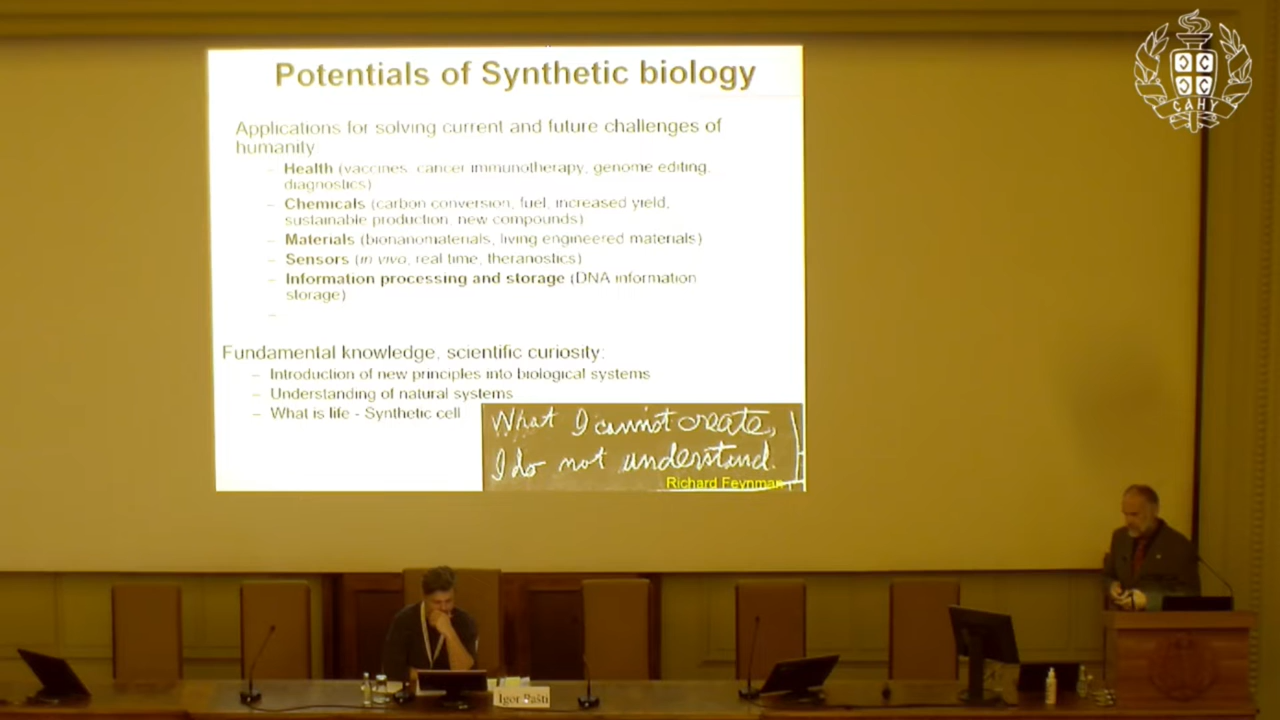 Potentials of Synthetic biology
САНУ
Applications for solving current and future challenges of
humanity
– Health (vaccines, cancer immunotherapy, genome editing,
diagnostics)
– Chemicals (carbon conversion, fuel, increased yield,
sustainable production, new compounds)
– Materials (bionanomaterials, living engineered materials)
– Sensors (in vivo, real time, theranostics)
– Information processing and storage (DNA information
storage)
–
Fundamental knowledge, scientific curiosity:
– Introduction of new principles into biological systems
– Understanding of natural systems
– What is life - Synthetic cell
What I cannot create,
I do not understand.
Richard Feynman
Igor Pašti